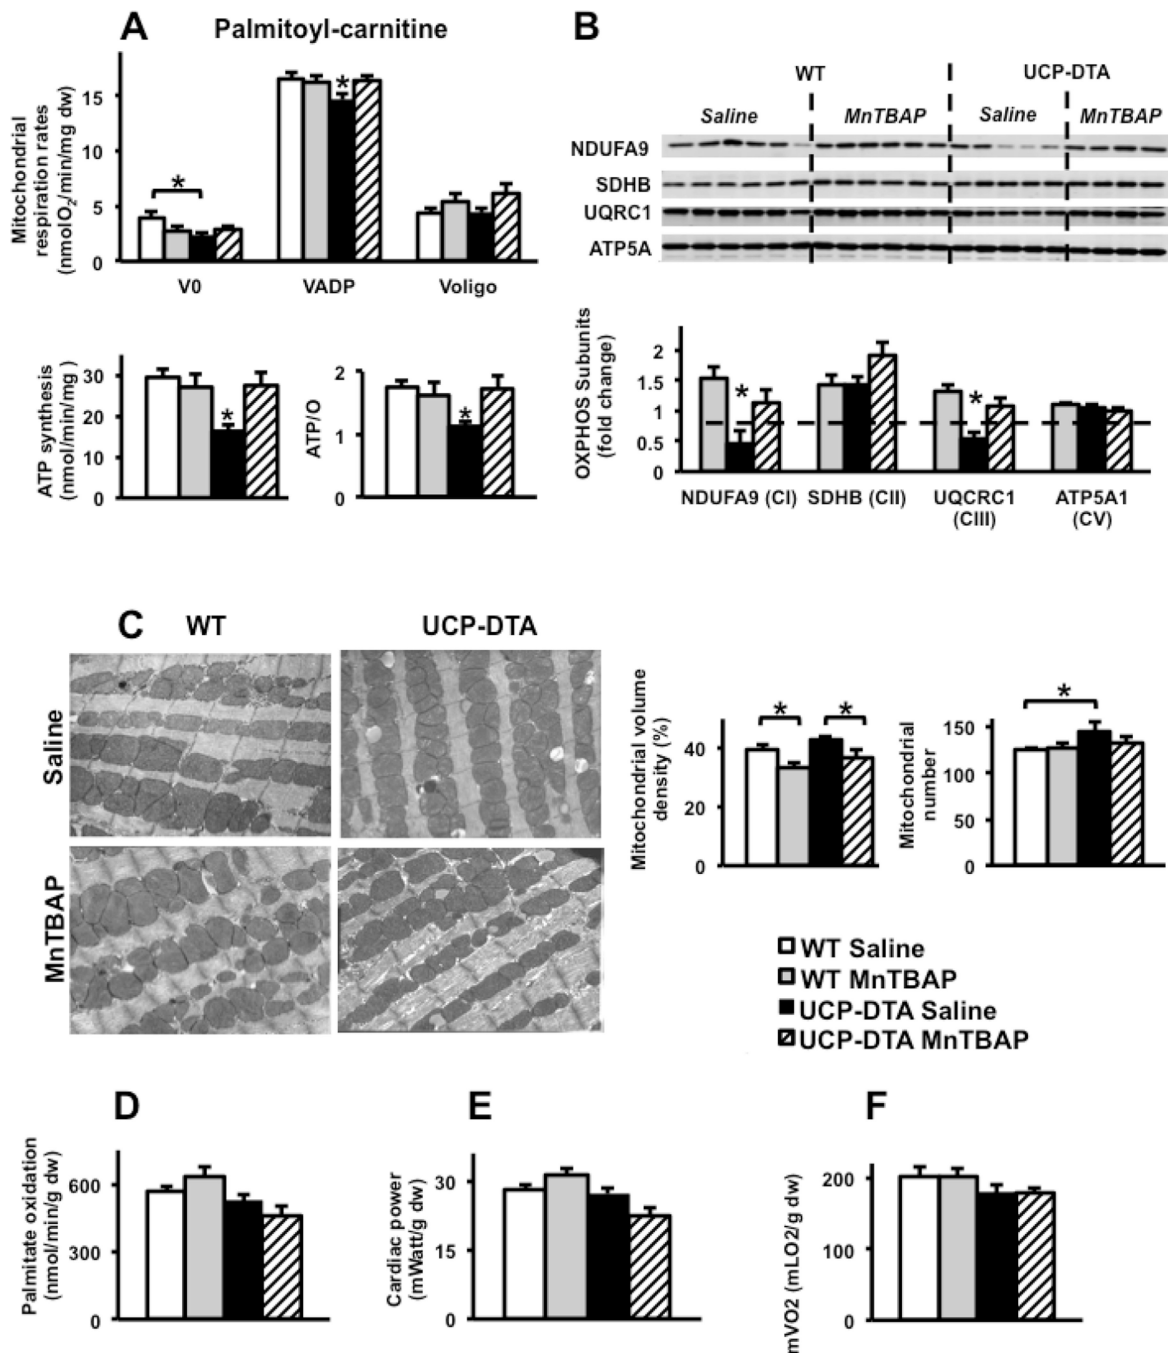 A
Palmitoyl-carnitine
Mitochondrial
respiration rates
(nmolO2/min/mg dw)
15
10
5
0
*
*
V0
VADP
Voligo
ATP synthesis
(nmol/min/mg)
30
20
10
0
*
ATP/O
2
1
0
*
B
WT
UCP-DTA
Saline
MnTBAP
Saline
MnTBAP
NDUFA9
SDHB
UQRC1
ATP5A
OXPHOS Subunits
(fold change)
2
1.5
1
0.5
0
*
*
NDUFA9 (CI)
SDHB (CII)
UQCRC1
(CIII)
ATP5A1
(CV)
C
WT
UCP-DTA
Saline
MnTBAP
Mitochondrial volume
density (%)
40
20
0
*
*
Mitochondrial
number
150
100
50
0
*
WT Saline
WT MnTBAP
UCP-DTA Saline
UCP-DTA MnTBAP
D
Palmitate oxidation
(nmol/min/g dw)
600
300
0
E
Cardiac power
(mWatt/g dw)
30
15
0
F
mVO2 (mLO2/g dw)
200
100
0